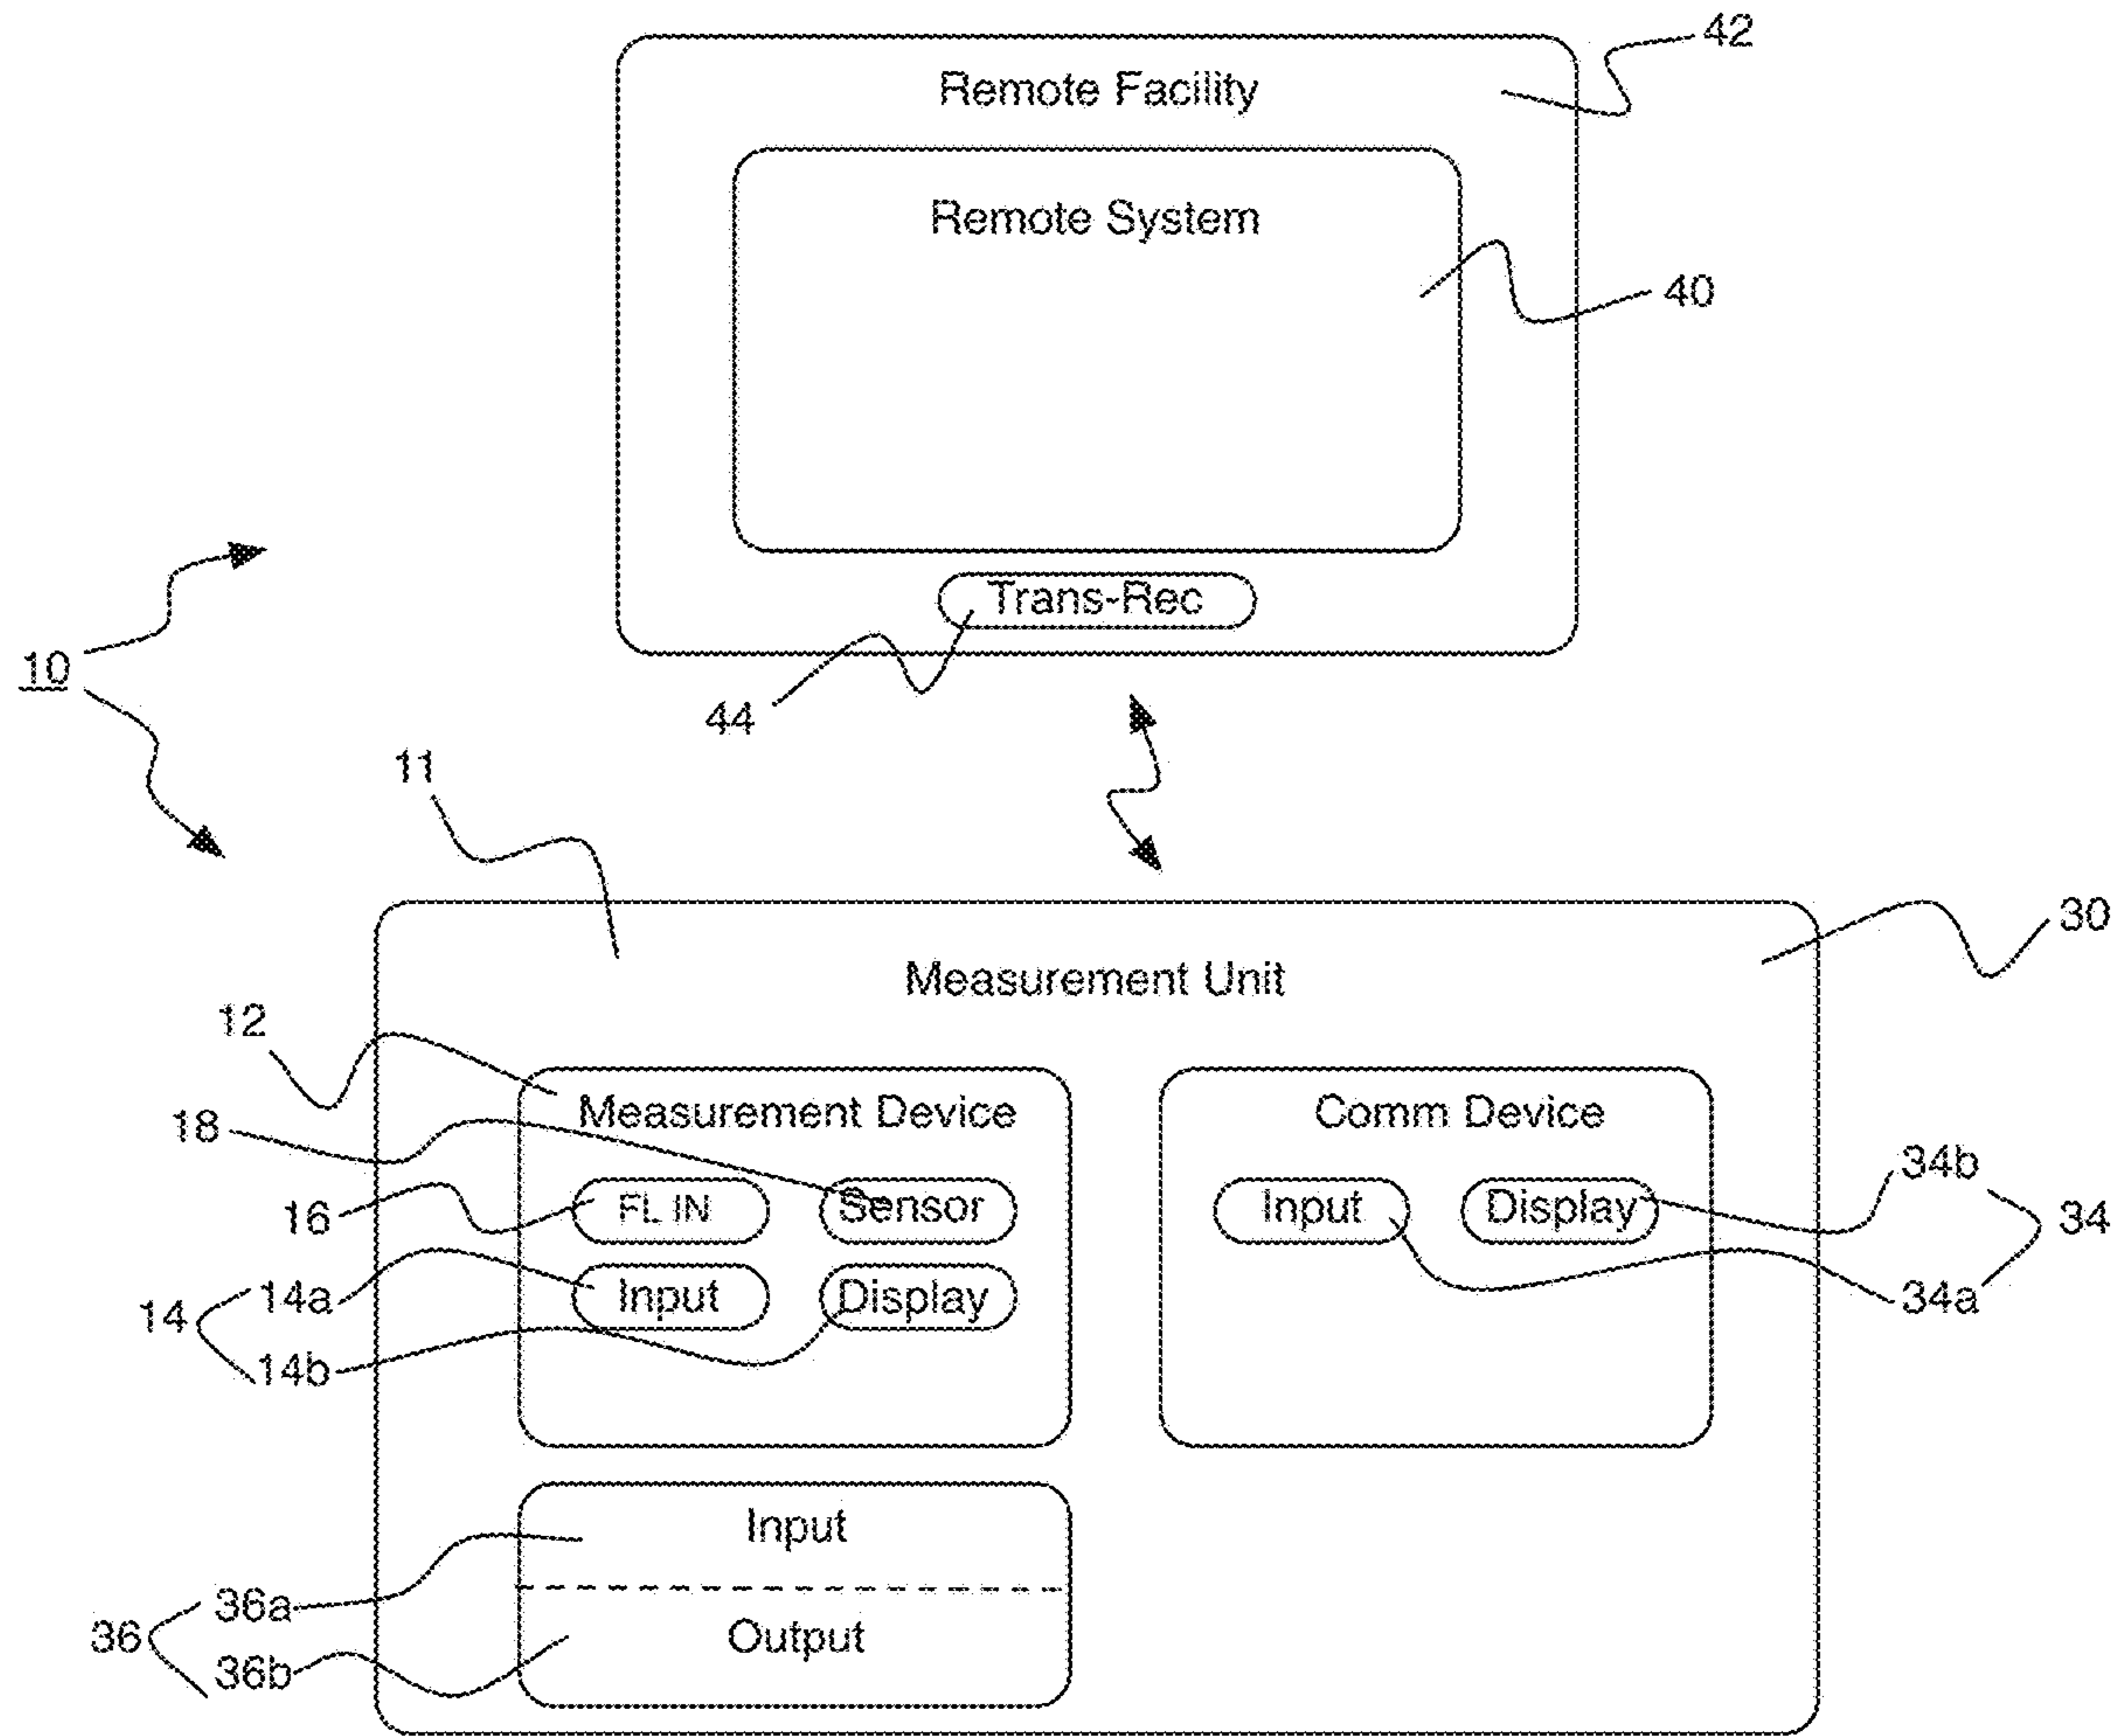 42
Remote Facility
Remote System
40
Trans-Rec
10
44
11
30
Measurement Unit
12
Measurement Device
Comm Device
18
34b
16
FL IN
Sensor
Input
Display
34
14
14a
Input
Display
34a
14b
Input
36a
36
Output
36b